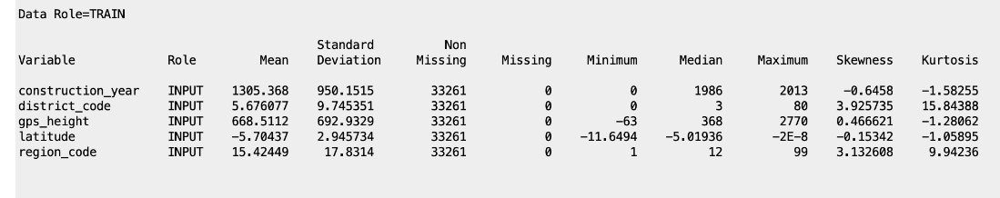 Data Role=TRAIN
Standard Non
Variable Role Mean Deviation Missing Missing Minimum Median Maximum Skewness Kurtosis
construction_year INPUT 1305.368 950.1515 33261 0 0 1986 2013 −0.6458 −1.58255
district_code INPUT 5.676077 9.745351 33261 0 0 3 80 3.925735 15.84388
gps_height INPUT 668.5112 692.9329 33261 0 −63 368 2770 0.466621 −1.28062
latitude INPUT −5.70437 2.945734 33261 0 −11.6494 −5.01936 −2E−8 −0.15342 −1.05895
region_code INPUT 15.42449 17.8314 33261 0 1 12 99 3.132608 9.94236